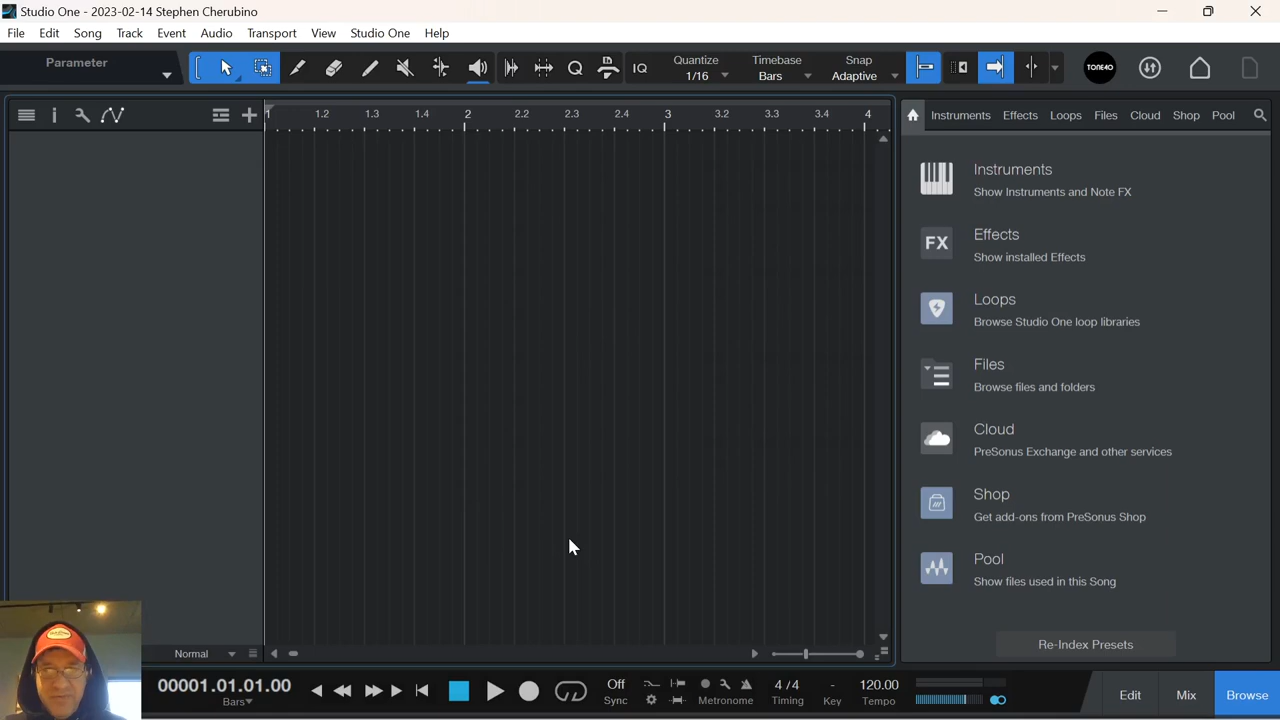 Studio One - 2023-02-14 Stephen Cherubino
File Edit Song Track Event Audio Transport View Studio One Help
Parameter
IQ
Quantize
1/16
Timebase
Bars
Snap
Adaptive
TONE40
1 1.2 1.3 1.4 2 2.2 2.3 2.4 3 3.2 3.3 3.4 4
Instruments Effects Loops Files Cloud Shop Pool
Instruments
Show Instruments and Note FX
FX
Effects
Show installed Effects
Loops
Browse Studio One loop libraries
Files
Browse files and folders
Cloud
PreSonus Exchange and other services
Shop
Get add-ons from PreSonus Shop
Pool
Show files used in this Song
Re-Index Presets
Normal
00001.01.01.00
Bars
Off
Sync
Metronome
4 / 4
Timing
-
Key
120.00
Tempo
Edit
Mix
Browse